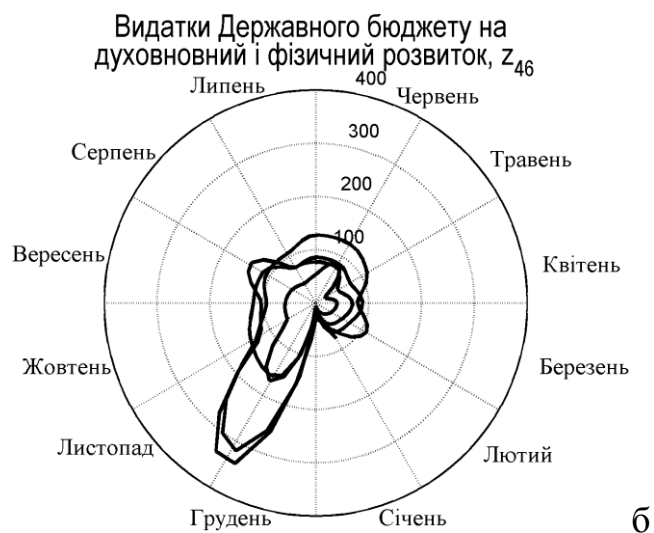 Видатки Державного бюджету на
духовновний і фізичний розвиток, z46
Липень
400
Червень
300
Серпень
Травень
200
100
Вересень
Квітень
Жовтень
Березень
Листопад
Лютий
Грудень
Січень
б